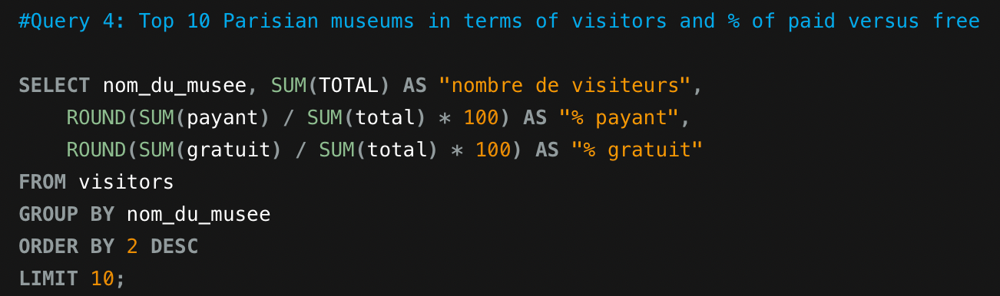 #Query 4: Top 10 Parisian museums in terms of visitors and % of paid versus free
SELECT nom_du_musee, SUM(TOTAL) AS "nombre de visiteurs",
ROUND(SUM(payant) / SUM(total) * 100) AS "% payant",
ROUND(SUM(gratuit) / SUM(total) * 100) AS "% gratuit"
FROM visitors
GROUP BY nom_du_musee
ORDER BY 2 DESC
LIMIT 10;